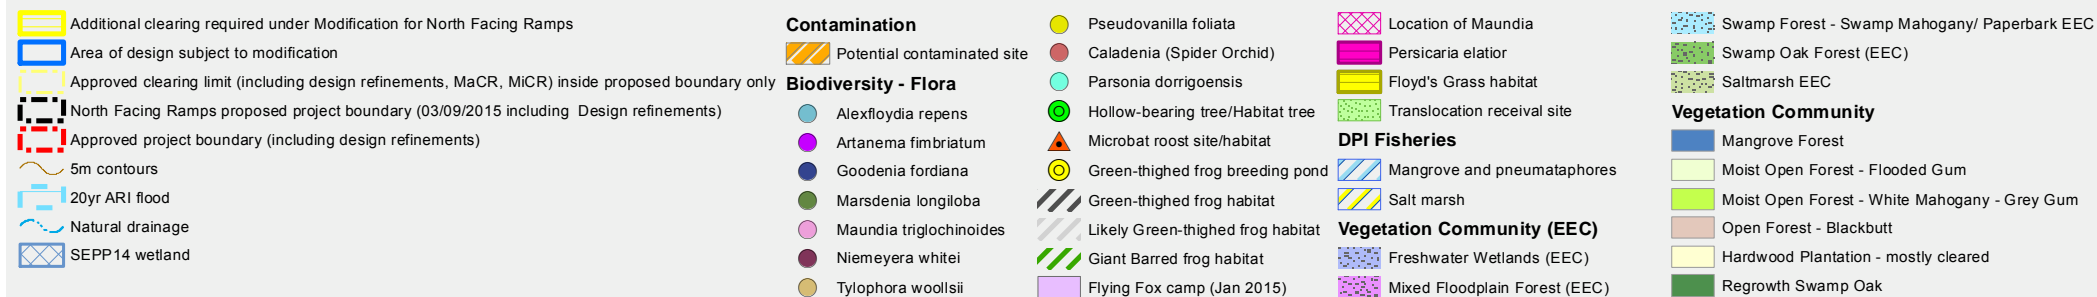 Additional clearing required under Modification for North Facing Ramps
Area of design subject to modification
Approved clearing limit (including design refinements, MaCR, MiCR) inside proposed boundary only
North Facing Ramps proposed project boundary (03/09/2015 including  Design refinements)
Approved project boundary (including design refinements)
5m contours
20yr ARI flood
Natural drainage
SEPP14 wetland
Contamination
Potential contaminated site
Biodiversity - Flora
Alexfloydia repens
Artanema fimbriatum
Goodenia fordiana
Marsdenia longiloba
Maundia triglochinoides
Niemeyera whitei
Tylophora woollsii
Pseudovanilla foliata
Caladenia (Spider Orchid)
Parsonia dorrigoensis
Hollow-bearing tree/Habitat tree
Microbat roost site/habitat
Green-thighed frog breeding pond
Green-thighed frog habitat
Likely Green-thighed frog habitat
Giant Barred frog habitat
Flying Fox camp (Jan 2015)
Location of Maundia
Persicaria elatior
Floyd's Grass habitat
Translocation receival site
DPI Fisheries
Mangrove and pneumataphores
Salt marsh
Vegetation Community (EEC)
Freshwater Wetlands (EEC)
Mixed Floodplain Forest (EEC)
Swamp Forest - Swamp Mahogany/ Paperbark EEC
Swamp Oak Forest (EEC)
Saltmarsh EEC
Vegetation Community
Mangrove Forest
Moist Open Forest - Flooded Gum
Moist Open Forest - White Mahogany - Grey Gum
Open Forest - Blackbutt
Hardwood Plantation - mostly cleared
Regrowth Swamp Oak